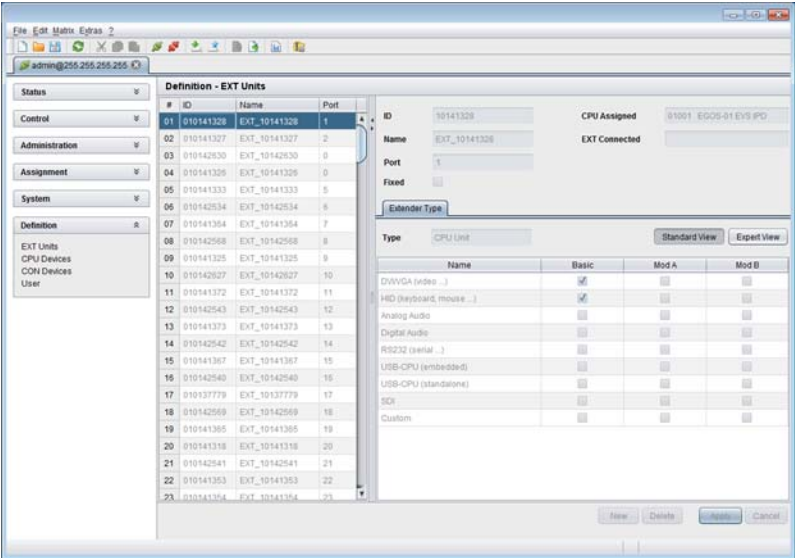 File Edit Matrix Extras ?
admin@255.255.255.255
Status
Control
Administration
Assignment
System
Definition
EXT Units
CPU Devices
CON Devices
User
Definition - EXT Units
# ID Name Port
01 010141328 EXT_10141328 1
02 010141327 EXT_10141327 2
03 010142630 EXT_10142630 0
04 010141326 EXT_10141326 0
05 010141333 EXT_10141333 5
06 010142534 EXT_10142534 6
07 010141364 EXT_10141364 7
08 010142568 EXT_10142568 8
09 010141325 EXT_10141325 9
10 010142627 EXT_10142627 10
11 010141372 EXT_10141372 11
12 010142543 EXT_10142543 12
13 010141373 EXT_10141373 13
14 010142542 EXT_10142542 14
15 010141367 EXT_10141367 15
16 010142540 EXT_10142540 16
17 010137779 EXT_10137779 17
18 010142569 EXT_10142569 18
19 010141365 EXT_10141365 19
20 010141318 EXT_10141318 20
21 010142541 EXT_10142541 21
22 010141353 EXT_10141353 22
23 010141354 EXT_10141354 23
ID 10141328
CPU Assigned 01001 EGOS-01 EVS IPD
Name EXT_10141328
EXT Connected
Port 1
Fixed
Extender Type
Type CPU Unit
Standard View Expert View
Name Basic Mod A Mod B
DVI/VGA (video ...)
HID (keyboard, mouse ...)
Analog Audio
Digital Audio
RS232 (serial ...)
USB-CPU (embedded)
USB-CPU (standalone)
SDI
Custom
New Delete Apply Cancel